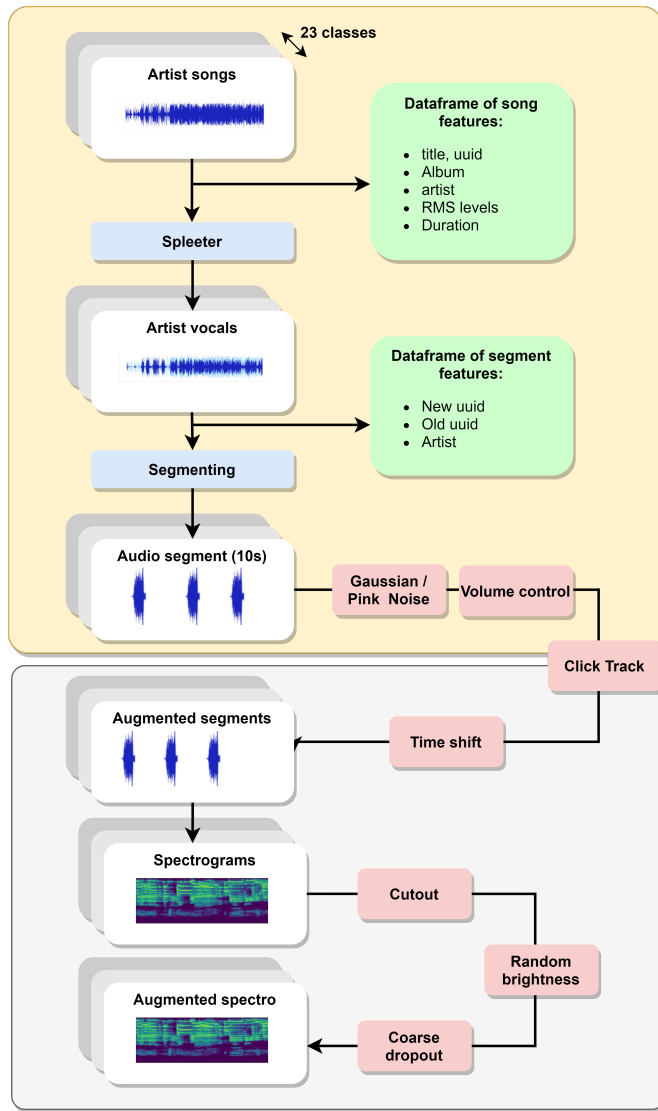 23 classes
Artist songs
Dataframe of song
features:
title, uuid
Album
artist
RMS levels
Duration
Spleeter
Artist vocals
Dataframe of segment
features:
New uuid
Old uuid
Artist
Segmenting
Audio segment (10s)
Gaussian /
Pink Noise
Volume control
Click Track
Augmented segments
Time shift
Spectrograms
Cutout
Random
brightness
Augmented spectro
Coarse
dropout